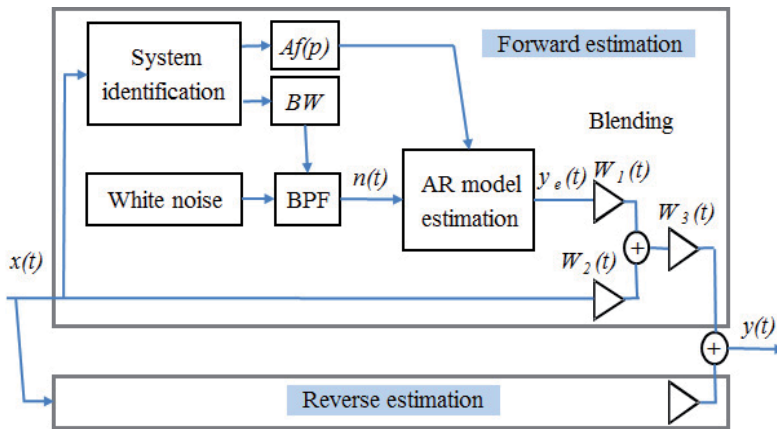 System
identification
Af(p)
BW
Forward estimation
Blending
White noise
BPF
n(t)
AR model
estimation
y e (t)
W 1 (t)
W 3 (t)
x(t)
W 2 (t)
+
y(t)
+
Reverse estimation